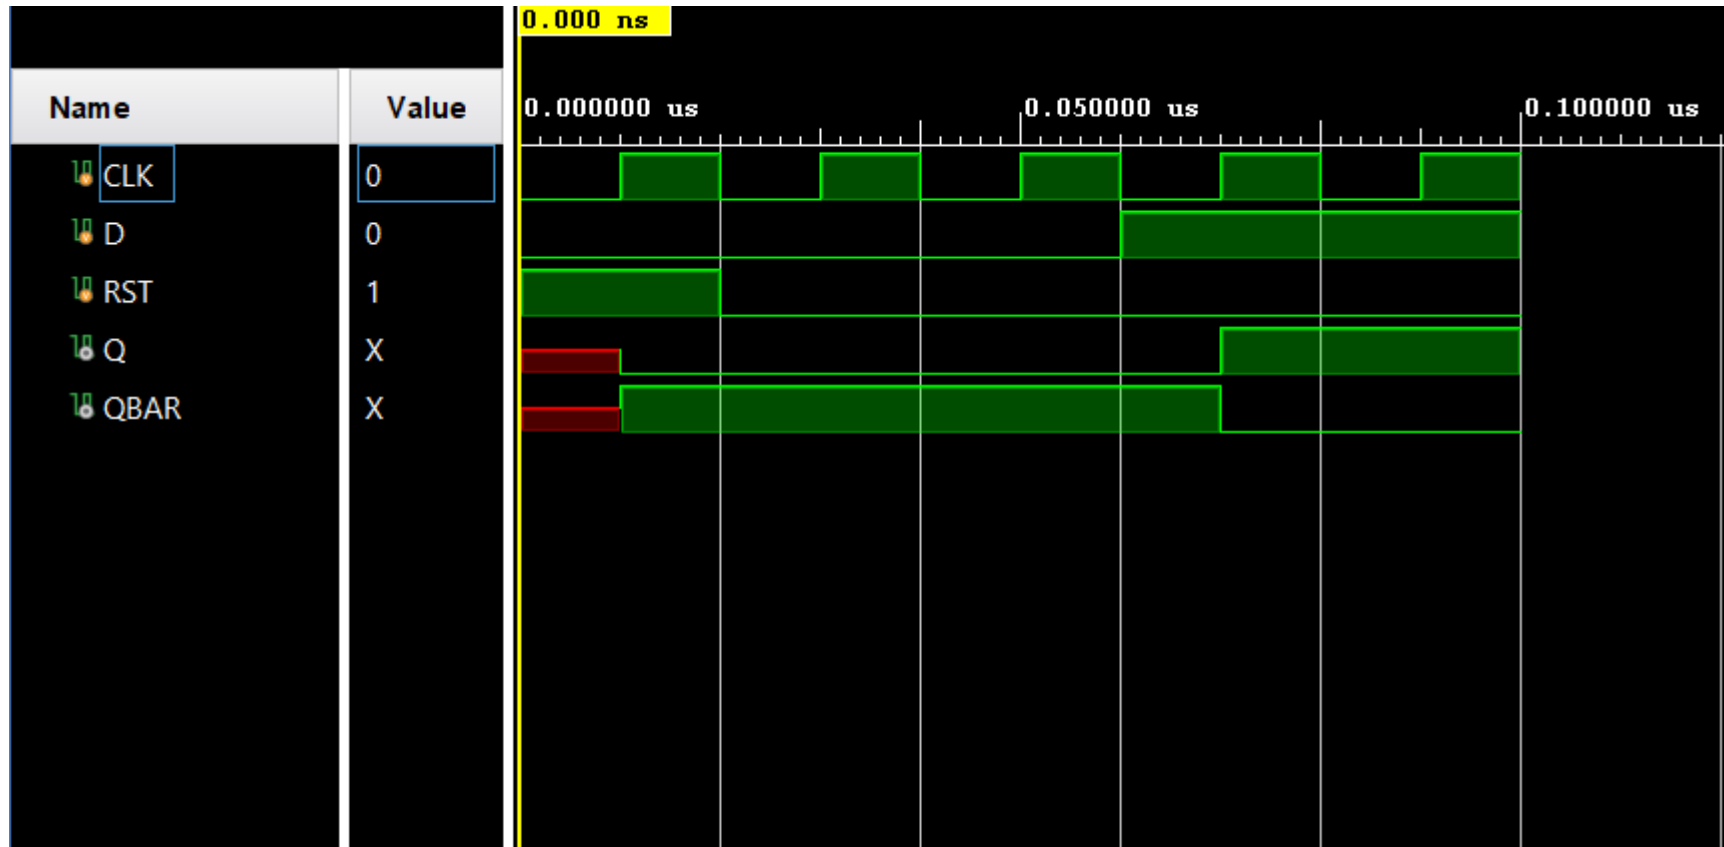 0.000 ns
Name Value 0.000000 us 0.050000 us 0.100000 us
CLK 0
D 0
RST 1
Q X
QBAR X